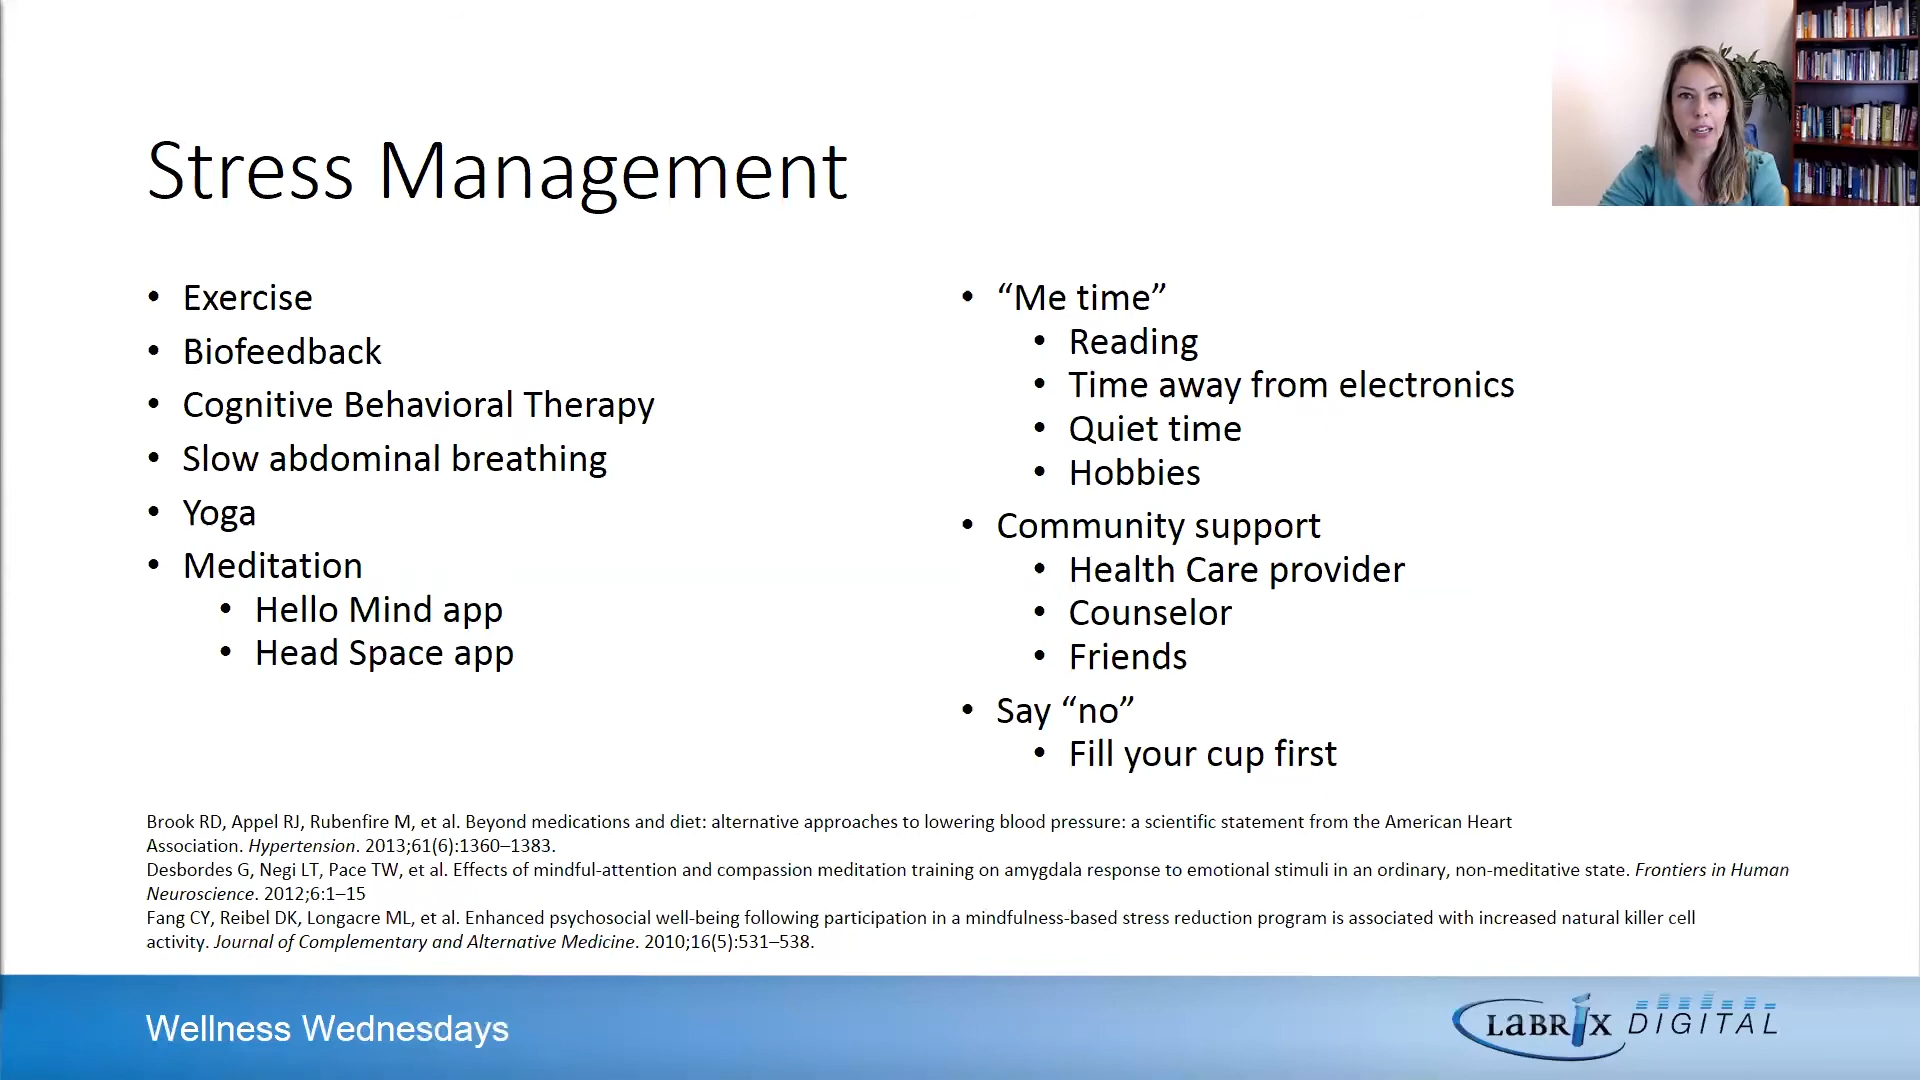 Stress Management
• Exercise
• Biofeedback
• Cognitive Behavioral Therapy
• Slow abdominal breathing
• Yoga
• Meditation
• Hello Mind app
• Head Space app
• “Me time”
• Reading
• Time away from electronics
• Quiet time
• Hobbies
• Community support
• Health Care provider
• Counselor
• Friends
• Say “no”
• Fill your cup first
Brook RD, Appel RJ, Rubenfire M, et al. Beyond medications and diet: alternative approaches to lowering blood pressure: a scientific statement from the American Heart
Association. Hypertension. 2013;61(6):1360–1383.
Desbordes G, Negi LT, Pace TW, et al. Effects of mindful-attention and compassion meditation training on amygdala response to emotional stimuli in an ordinary, non-meditative state. Frontiers in Human
Neuroscience. 2012;6:1–15
Fang CY, Reibel DK, Longacre ML, et al. Enhanced psychosocial well-being following participation in a mindfulness-based stress reduction program is associated with increased natural killer cell
activity. Journal of Complementary and Alternative Medicine. 2010;16(5):531–538.
Wellness Wednesdays
LABRIX DIGITAL